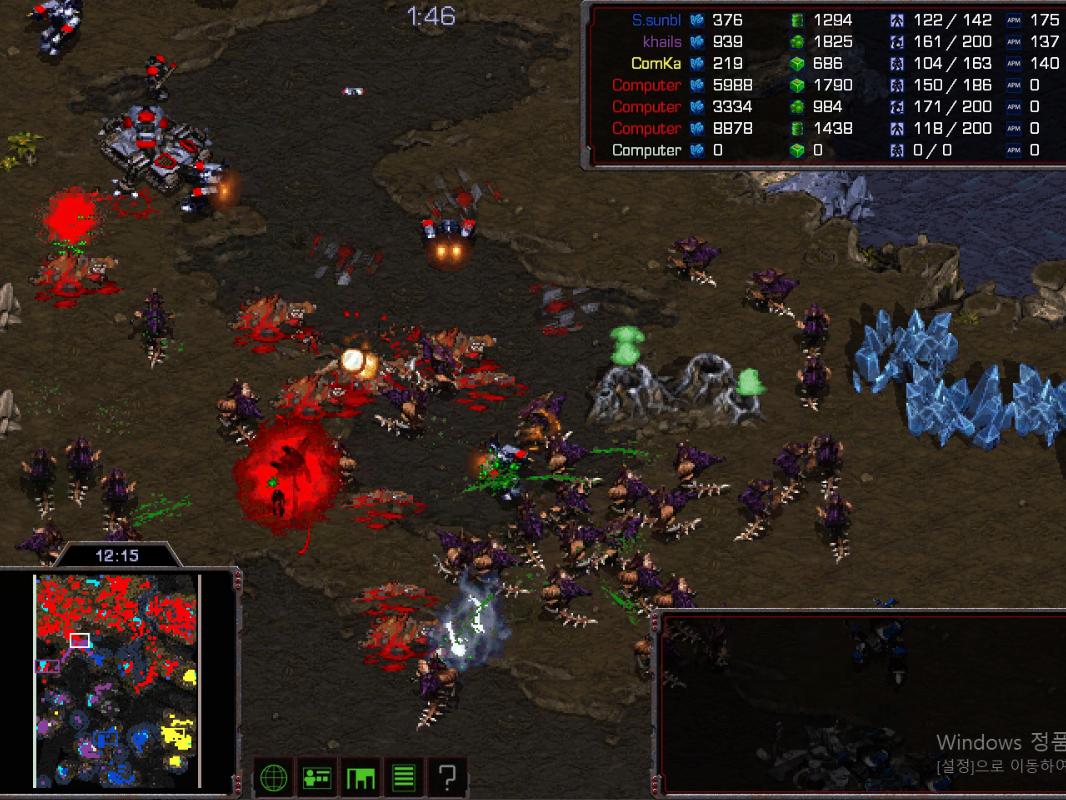 1:46
S.sunbl 376 1294 122 / 142 APM 175
khails 939 1825 161 / 200 APM 137
ComKa 219 686 104 / 163 APM 140
Computer 5988 1790 150 / 186 APM 0
Computer 3334 984 171 / 200 APM 0
Computer 8878 1438 118 / 200 APM 0
Computer 0 0 0 / 0 APM 0
12:15
?
Windows 정품
[설정]으로 이동하여